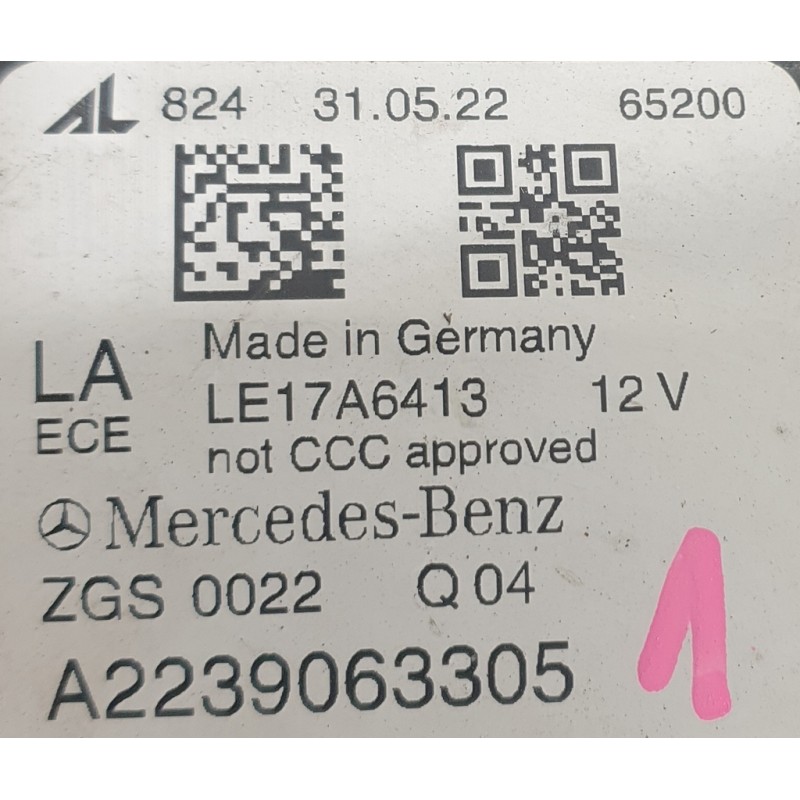 AL 824 31.05.22 65200
Made in Germany
LA LE17A6413 12 V
ECE not CCC approved
Mercedes-Benz
ZGS 0022 Q 04
A2239063305
1